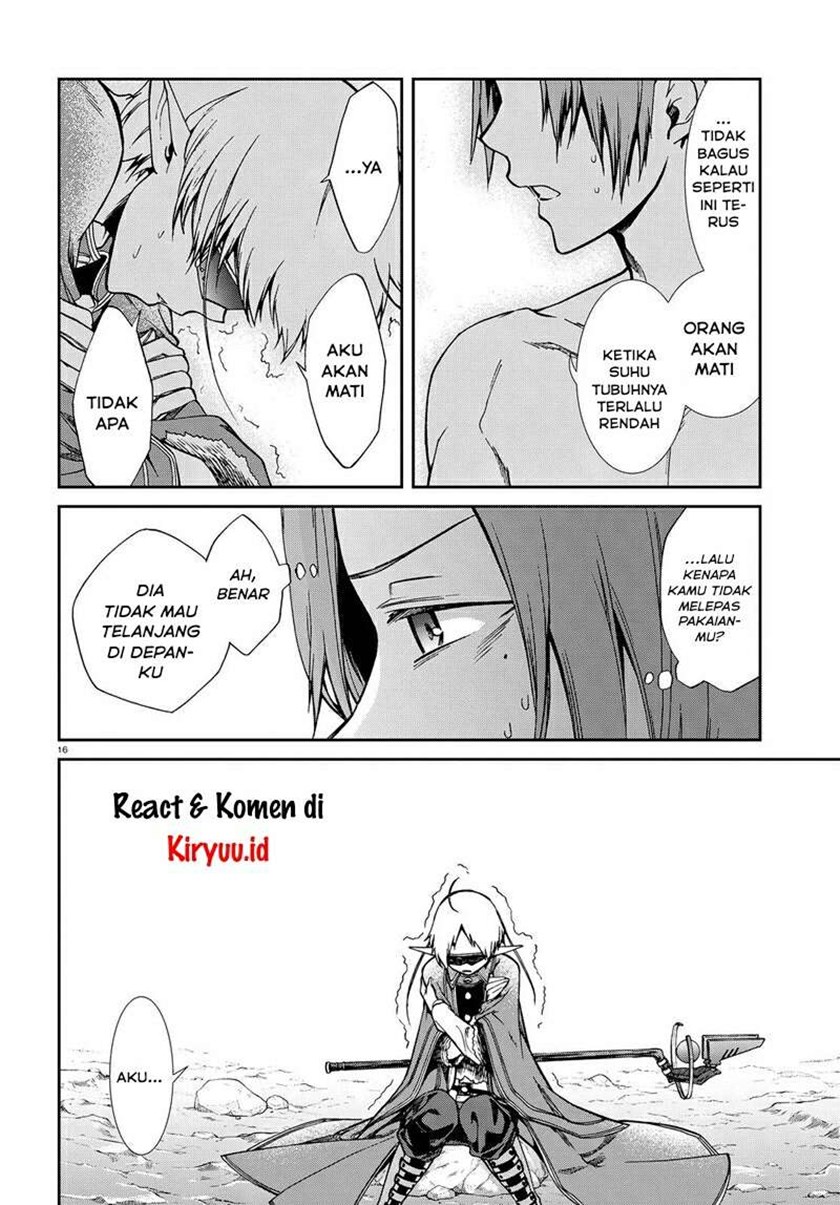 ...
TIDAK
BAGUS
KALAU
SEPERTI
INI TE-
RUS
ORANG
AKAN
MATI
KETIKA
SUHU
TUBUHNYA
TERLALU
RENDAH
...YA
AKU
AKAN
MATI
TIDAK
APA
...LALU
KENAPA
KAMU TIDAK
MELEPAS
PAKAIAN-
MU?
AH,
BENAR
DIA
TIDAK MAU
TELANJANG
DI DEPAN-
KU
16
React & Komen di
Kiryuu.id
AKU...